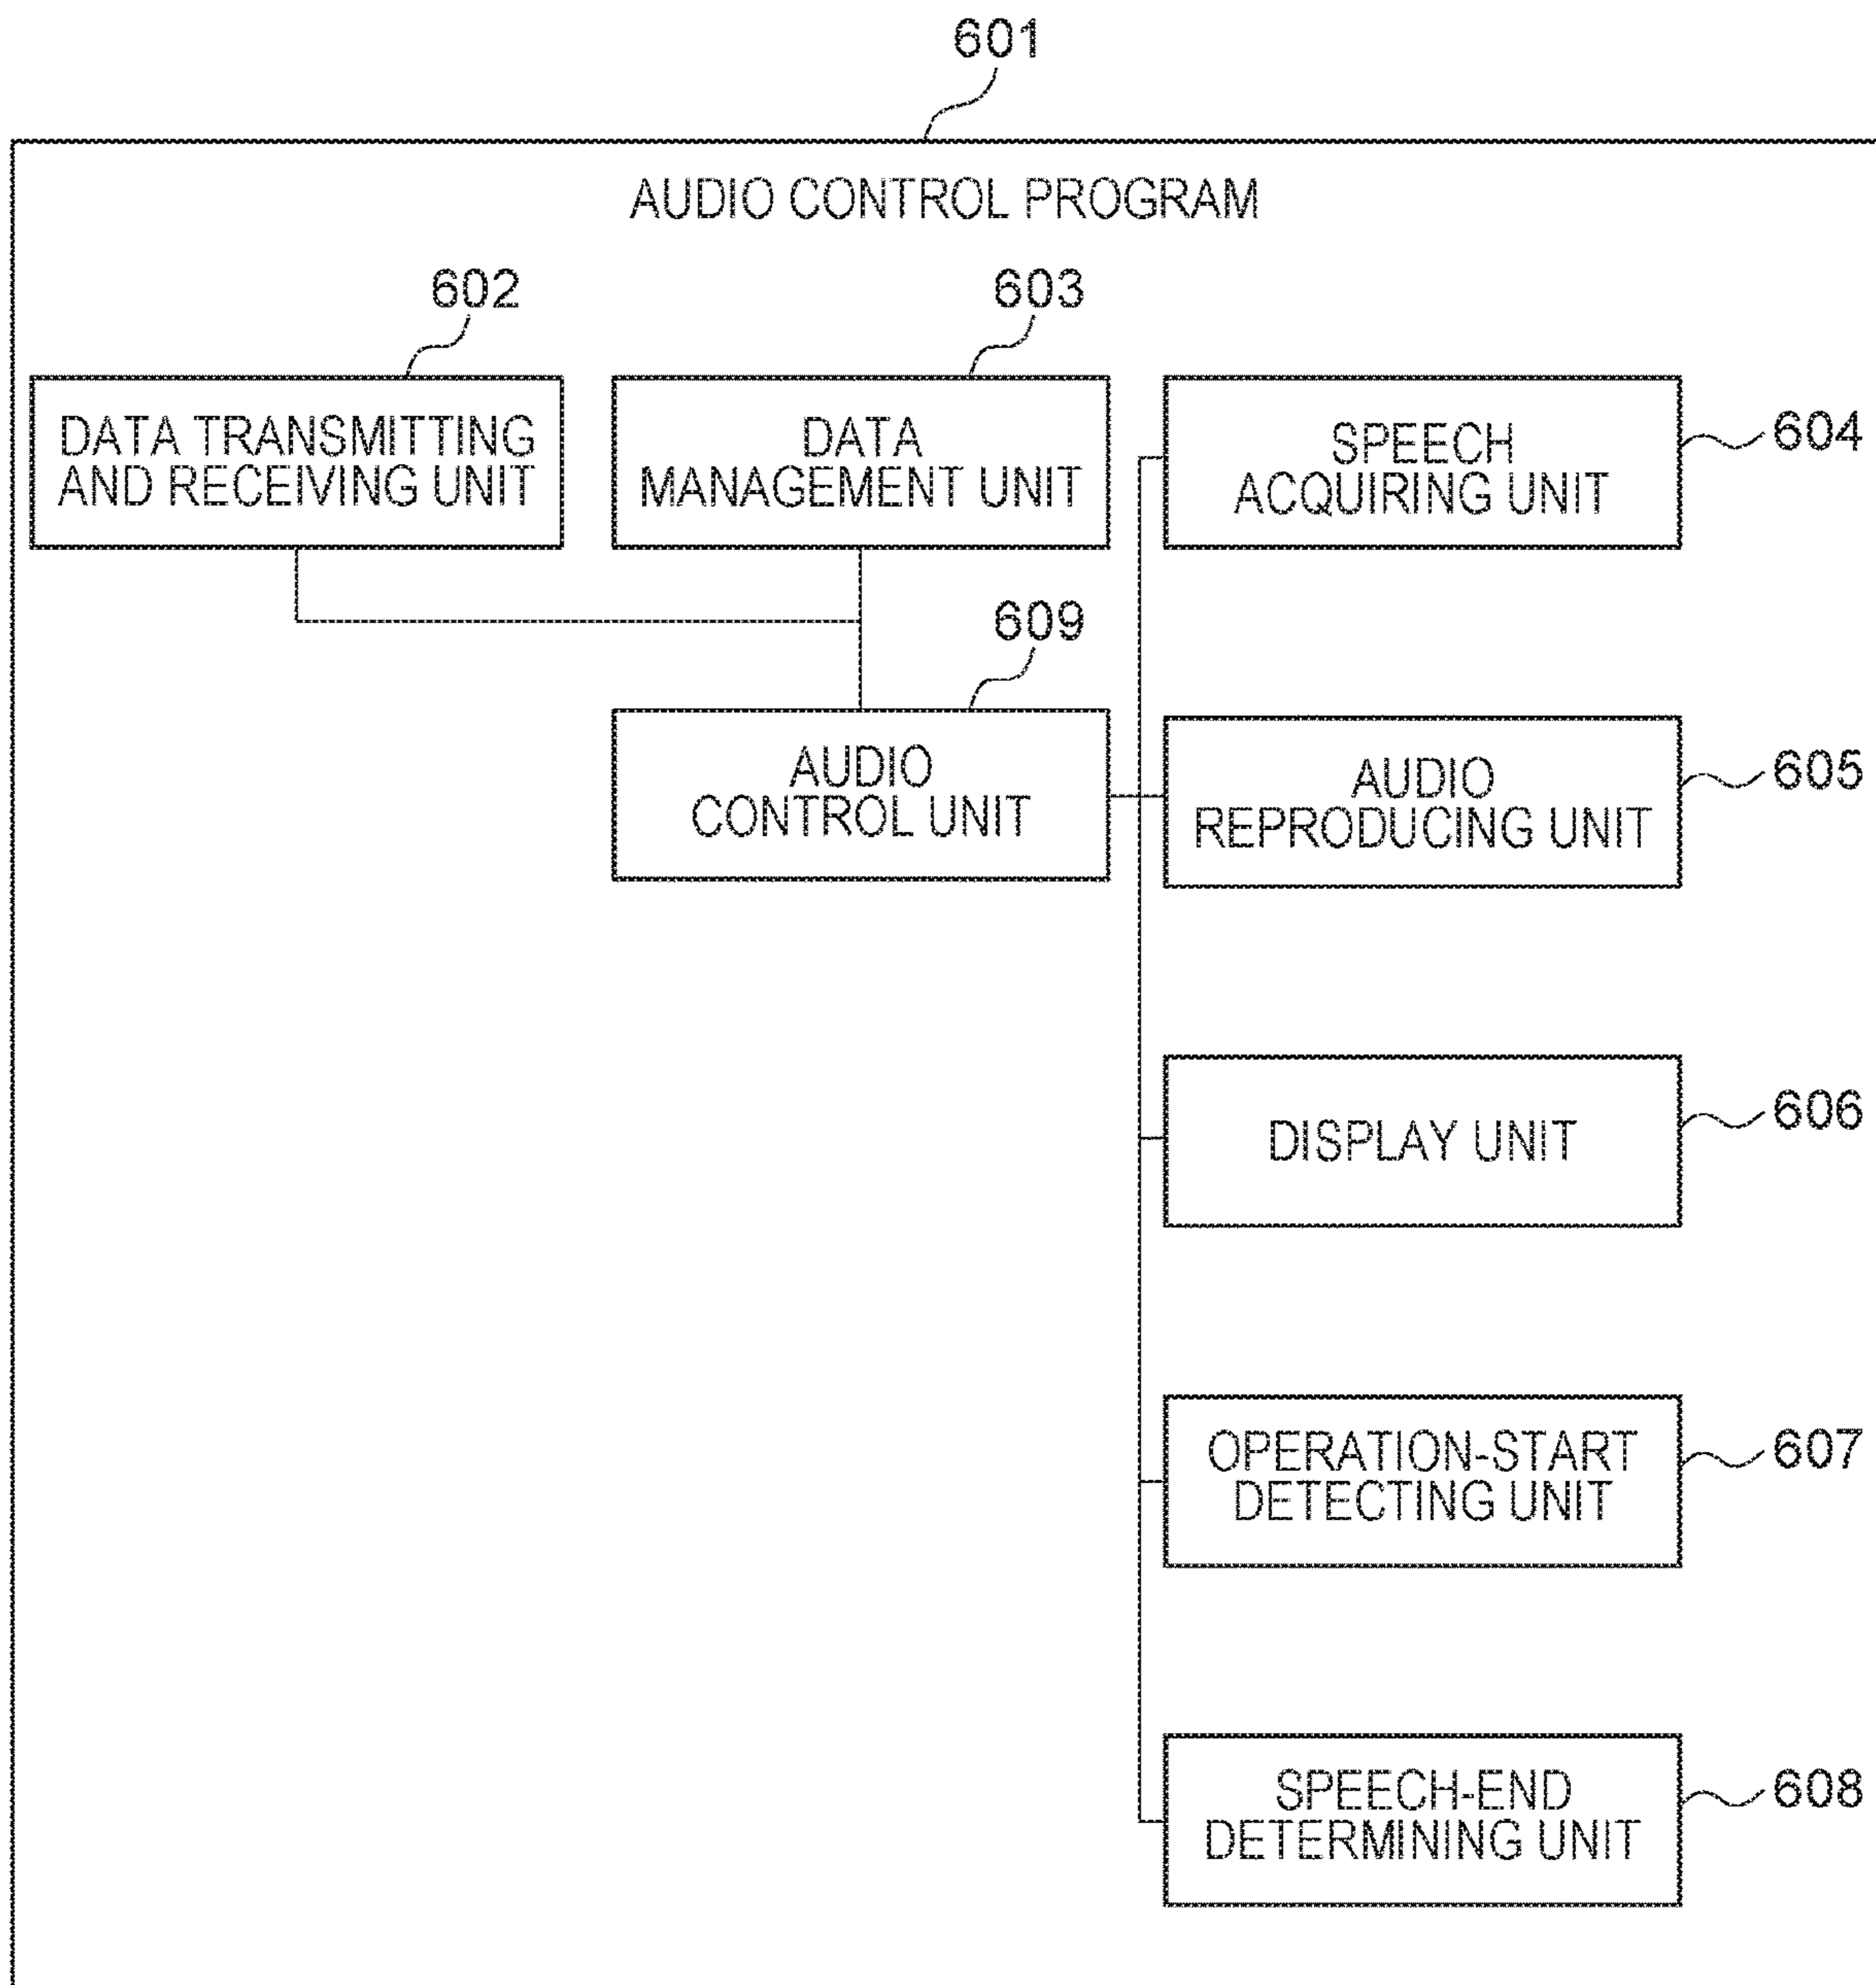 601
AUDIO CONTROL PROGRAM
602
603
DATA TRANSMITTING
AND RECEIVING UNIT
DATA
MANAGEMENT UNIT
SPEECH
ACQUIRING UNIT
604
609
AUDIO
CONTROL UNIT
AUDIO
REPRODUCING UNIT
605
DISPLAY UNIT
606
OPERATION-START
DETECTING UNIT
607
SPEECH-END
DETERMINING UNIT
608